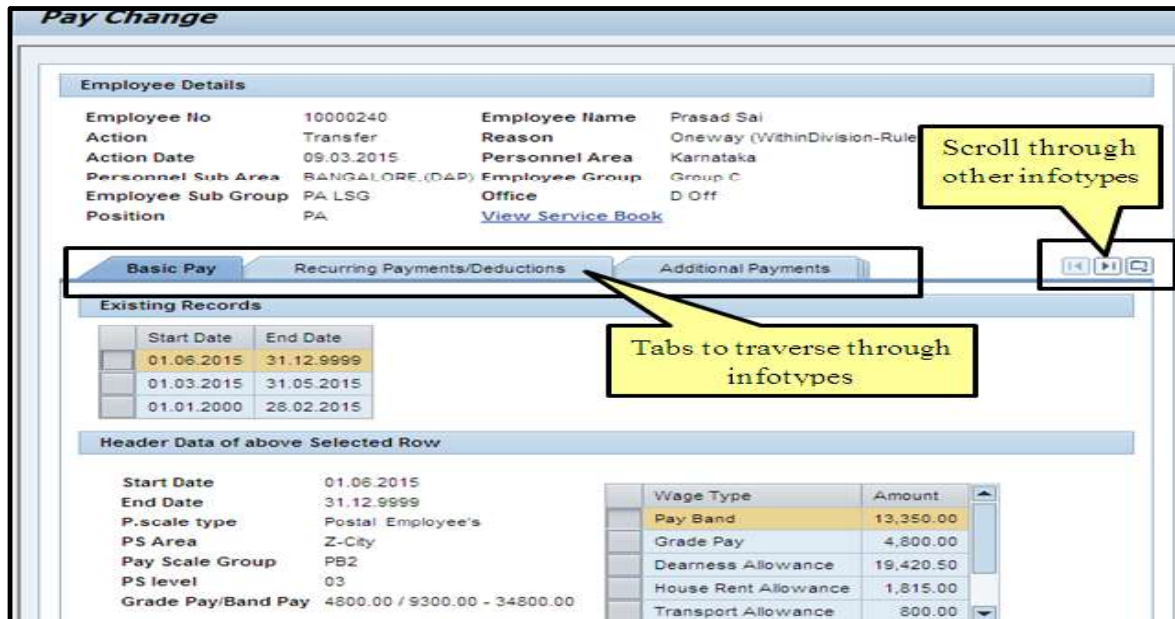 Pay Change
Employee Details
Employee No 10000240 Employee Name Prasad Sai
Action Transfer Reason Oneway (WithinDivision-Rule
Action Date 09.03.2015 Personnel Area Karnataka
Personnel Sub Area BANGALORE,(DAP) Employee Group Group C
Employee Sub Group PA LSG Office D Off
Position PA View Service Book
Scroll through
other infotypes
Basic Pay Recurring Payments/Deductions Additional Payments
Existing Records
Start Date End Date
01.06.2015 31.12.9999
01.03.2015 31.05.2015
01.01.2000 28.02.2015
Tabs to traverse through
infotypes
Header Data of above Selected Row
Start Date 01.06.2015
End Date 31.12.9999
P.scale type Postal Employee's
PS Area Z-City
Pay Scale Group PB2
PS level 03
Grade Pay/Band Pay 4800.00 / 9300.00 - 34800.00
Wage Type Amount
Pay Band 13,350.00
Grade Pay 4,800.00
Dearness Allowance 19,420.50
House Rent Allowance 1,815.00
Transport Allowance 800.00